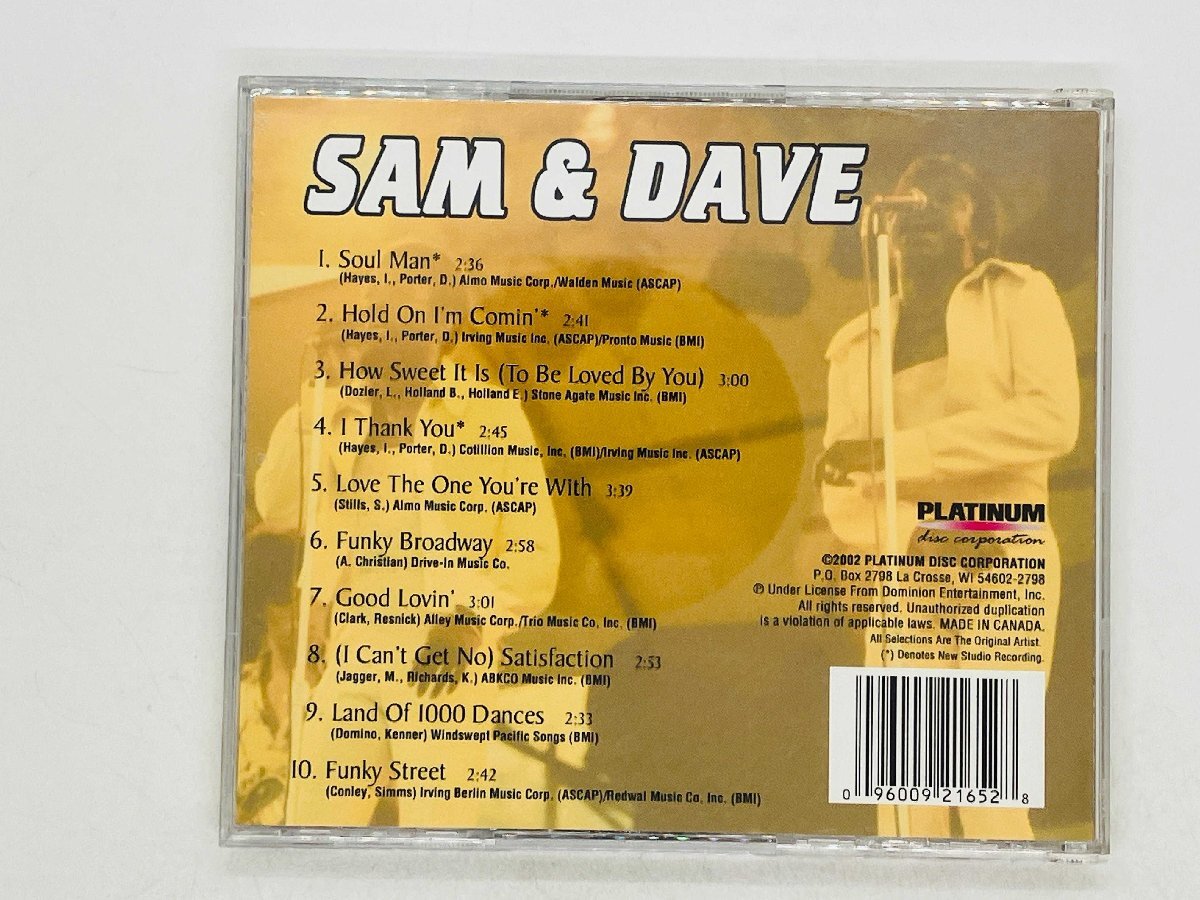 SAM & DAVE
1. Soul Man* 2:36
(Hayes, I., Porter, D.) Almo Music Corp./Walden Music (ASCAP)
2. Hold On I'm Comin'* 2:41
(Hayes, I., Porter, D.) Irving Music Inc. (ASCAP)/Pronto Music (BMI)
3. How Sweet It Is (To Be Loved By You) 3:00
(Dozier, L., Holland B., Holland E.) Stone Agate Music Inc. (BMI)
4. I Thank You* 2:45
(Hayes, I., Porter, D.) Cotillion Music, Inc. (BMI)/Irving Music Inc. (ASCAP)
5. Love The One You're With 3:39
(Stills, S.) Almo Music Corp. (ASCAP)
6. Funky Broadway 2:58
(A. Christian) Drive-In Music Co.
7. Good Lovin' 3:01
(Clark, Resnick) Alley Music Corp./Trio Music Co, Inc. (BMI)
8. (I Can't Get No) Satisfaction 2:53
(Jagger, M., Richards, K.) ABKCO Music Inc. (BMI)
9. Land Of 1000 Dances 2:33
(Domino, Kenner) Windswept Pacific Songs (BMI)
10. Funky Street 2:42
(Conley, Simms) Irving Berlin Music Corp. (ASCAP)/Redwal Music Co. Inc. (BMI)
PLATINUM
disc corporation
©2002 PLATINUM DISC CORPORATION
P.O. Box 2798 La Crosse, WI 54602-2798
℗ Under License From Dominion Entertainment, Inc.
All rights reserved. Unauthorized duplication
is a violation of applicable laws. MADE IN CANADA.
All Selections Are The Original Artist.
(*) Denotes New Studio Recording.
0 96009 21652 8